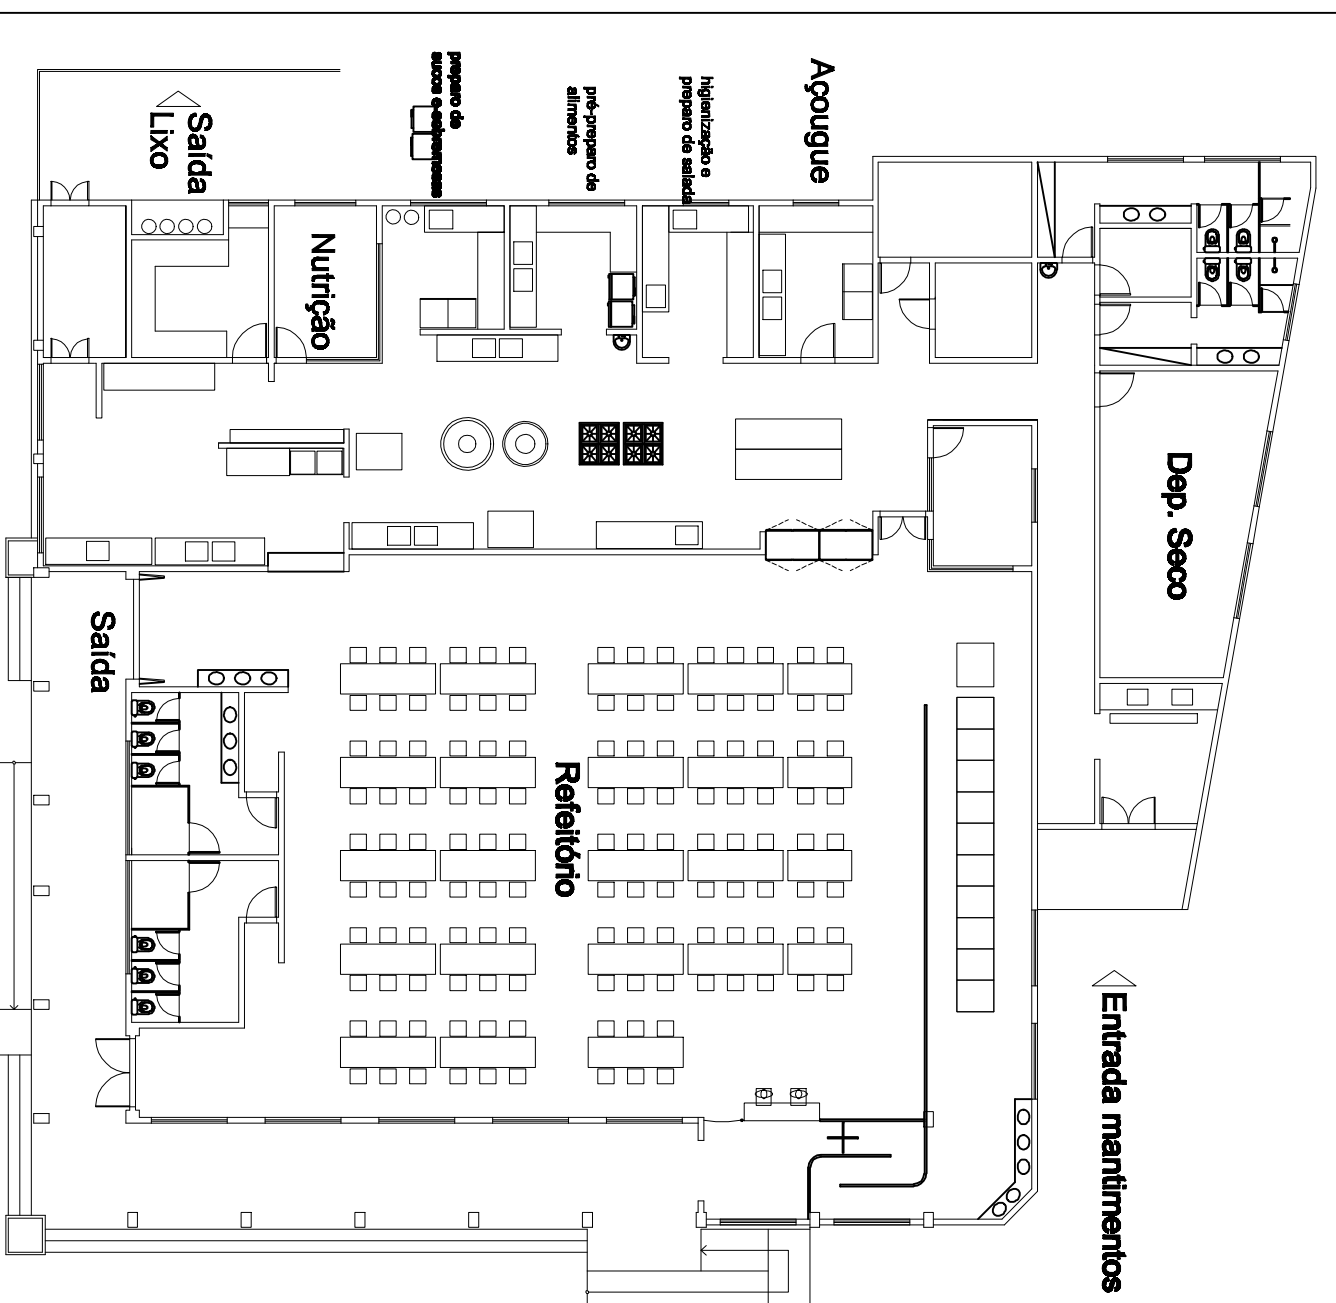 Saída
Lixo
preparo de
sucos e sobremesas
pré-preparo de
alimentos
higienização e
preparo de salada
Açougue
Nutrição
Dep. Seco
Saída
Refeitório
Entrada mantimentos